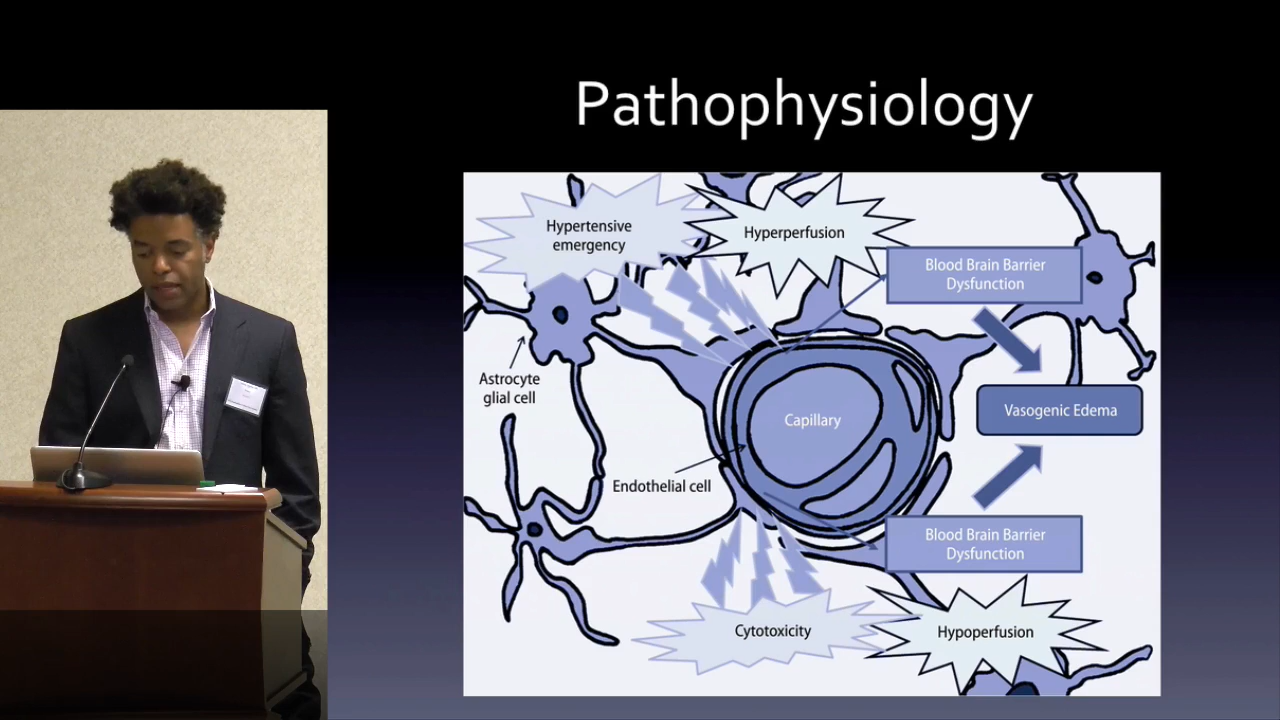 Pathophysiology
Hypertensive
emergency
Hyperperfusion
Blood Brain Barrier
Dysfunction
Astrocyte
glial cell
Capillary
Vasogenic Edema
Endothelial cell
Blood Brain Barrier
Dysfunction
Cytotoxicity
Hypoperfusion